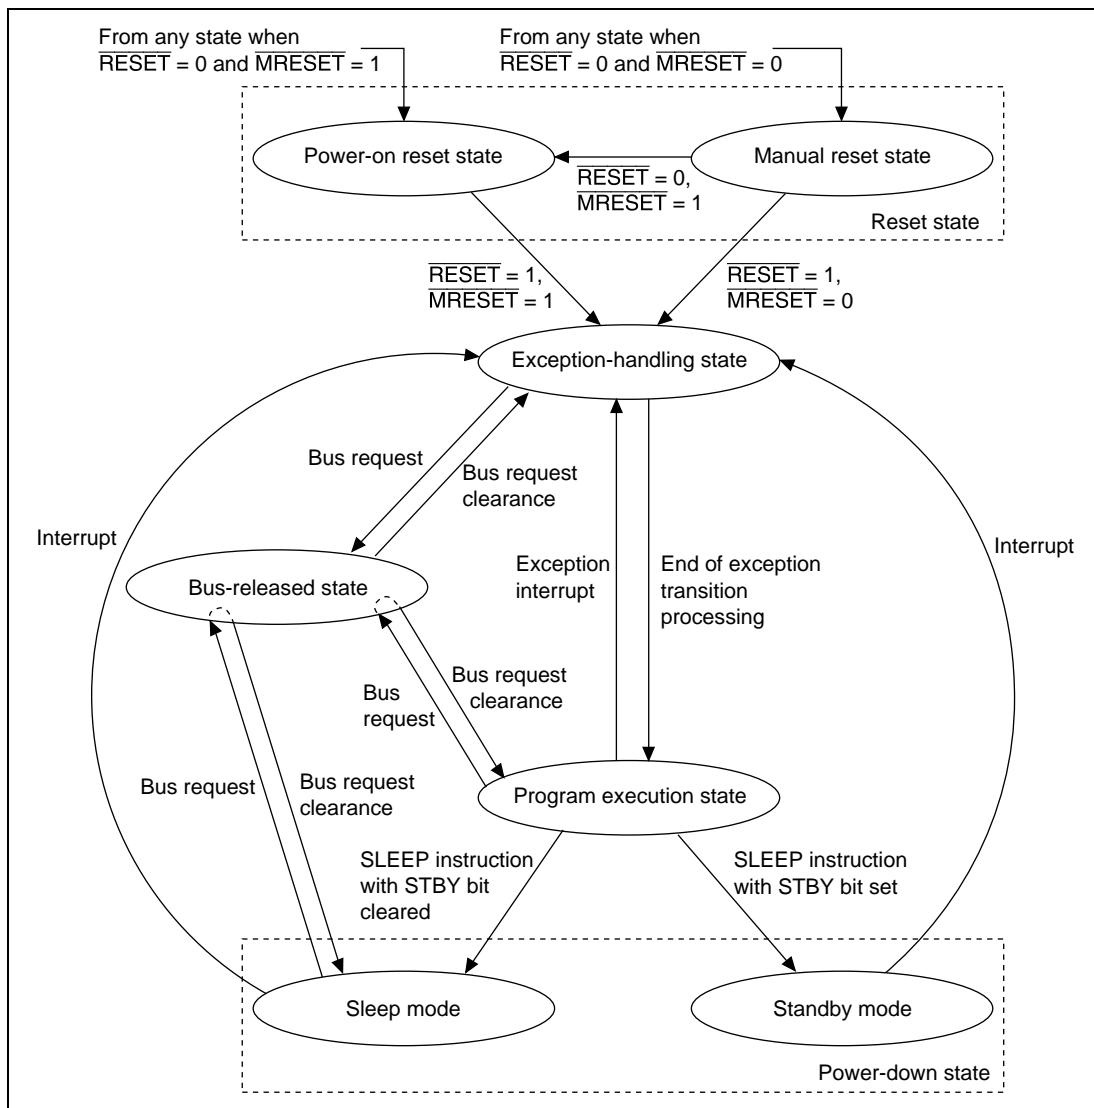 From any state when
RESET = 0 and MRESET = 1
From any state when
RESET = 0 and MRESET = 0
Power-on reset state
Manual reset state
RESET = 0,
MRESET = 1
Reset state
RESET = 1,
MRESET = 1
RESET = 1,
MRESET = 0
Exception-handling state
Bus request
Bus request
clearance
Interrupt
Interrupt
Bus-released state
Exception
interrupt
End of exception
transition
processing
Bus
request
Bus request
clearance
Bus request
Bus request
clearance
Program execution state
SLEEP instruction
with STBY bit
cleared
SLEEP instruction
with STBY bit set
Sleep mode
Standby mode
Power-down state